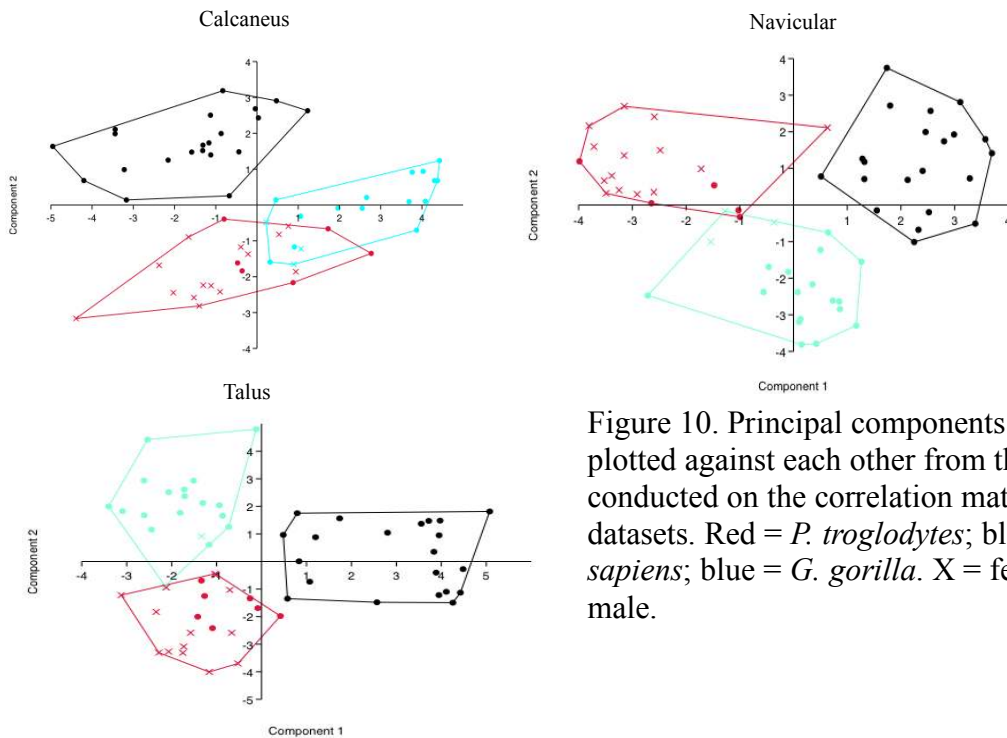 Calcaneus
Component 2
4
3
2
1
-5 -4 -3 -2 -1 1 2 3 4
-1
-2
-3
-4
Navicular
Component 2
4
3
2
1
-4 -3 -2 -1 1 2 3
-1
-2
-3
-4
Component 1
Talus
Component 2
4
3
2
1
-4 -3 -2 -1 1 2 3 4 5
-1
-2
-3
-4
-5
Component 1
Figure 10. Principal components
plotted against each other from th
conducted on the correlation mat
datasets. Red = P. troglodytes; bl
sapiens; blue = G. gorilla. X = fe
male.